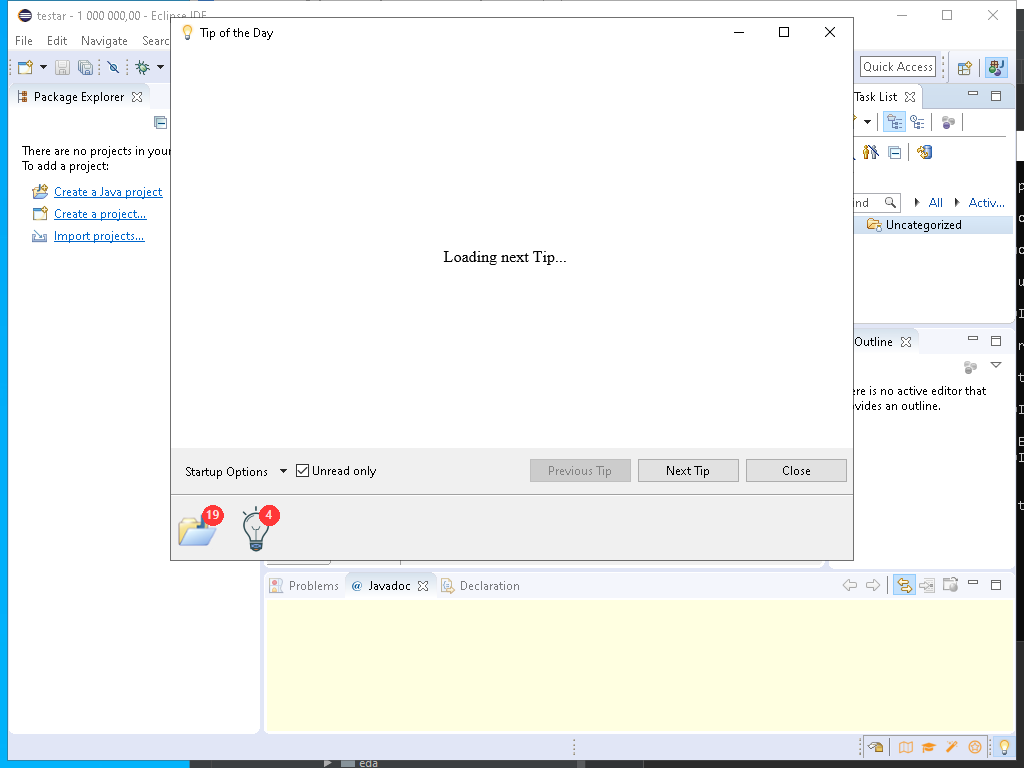 testar - 1 000 000,00 - Eclipse IDE
Tip of the Day
File Edit Navigate Searc
Quick Access
Package Explorer
Task List
There are no projects in your
To add a project:
Create a Java project
Create a project...
Import projects...
All Activ...
Uncategorized
Loading next Tip...
Outline
ere is no active editor that
vides an outline.
Startup Options Unread only Previous Tip Next Tip Close
19 4
Problems @ Javadoc Declaration
eda